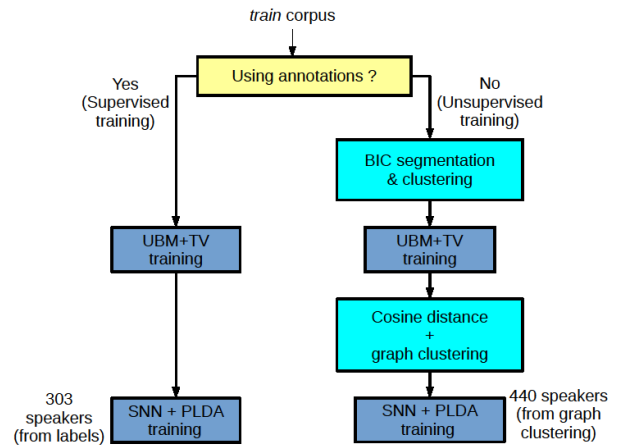 train corpus
Using annotations ?
Yes
(Supervised
training)
No
(Unsupervised
training)
BIC segmentation
& clustering
UBM+TV
training
UBM+TV
training
Cosine distance
+
graph clustering
303
speakers
(from labels)
SNN + PLDA
training
SNN + PLDA
training
440 speakers
(from graph
clustering)